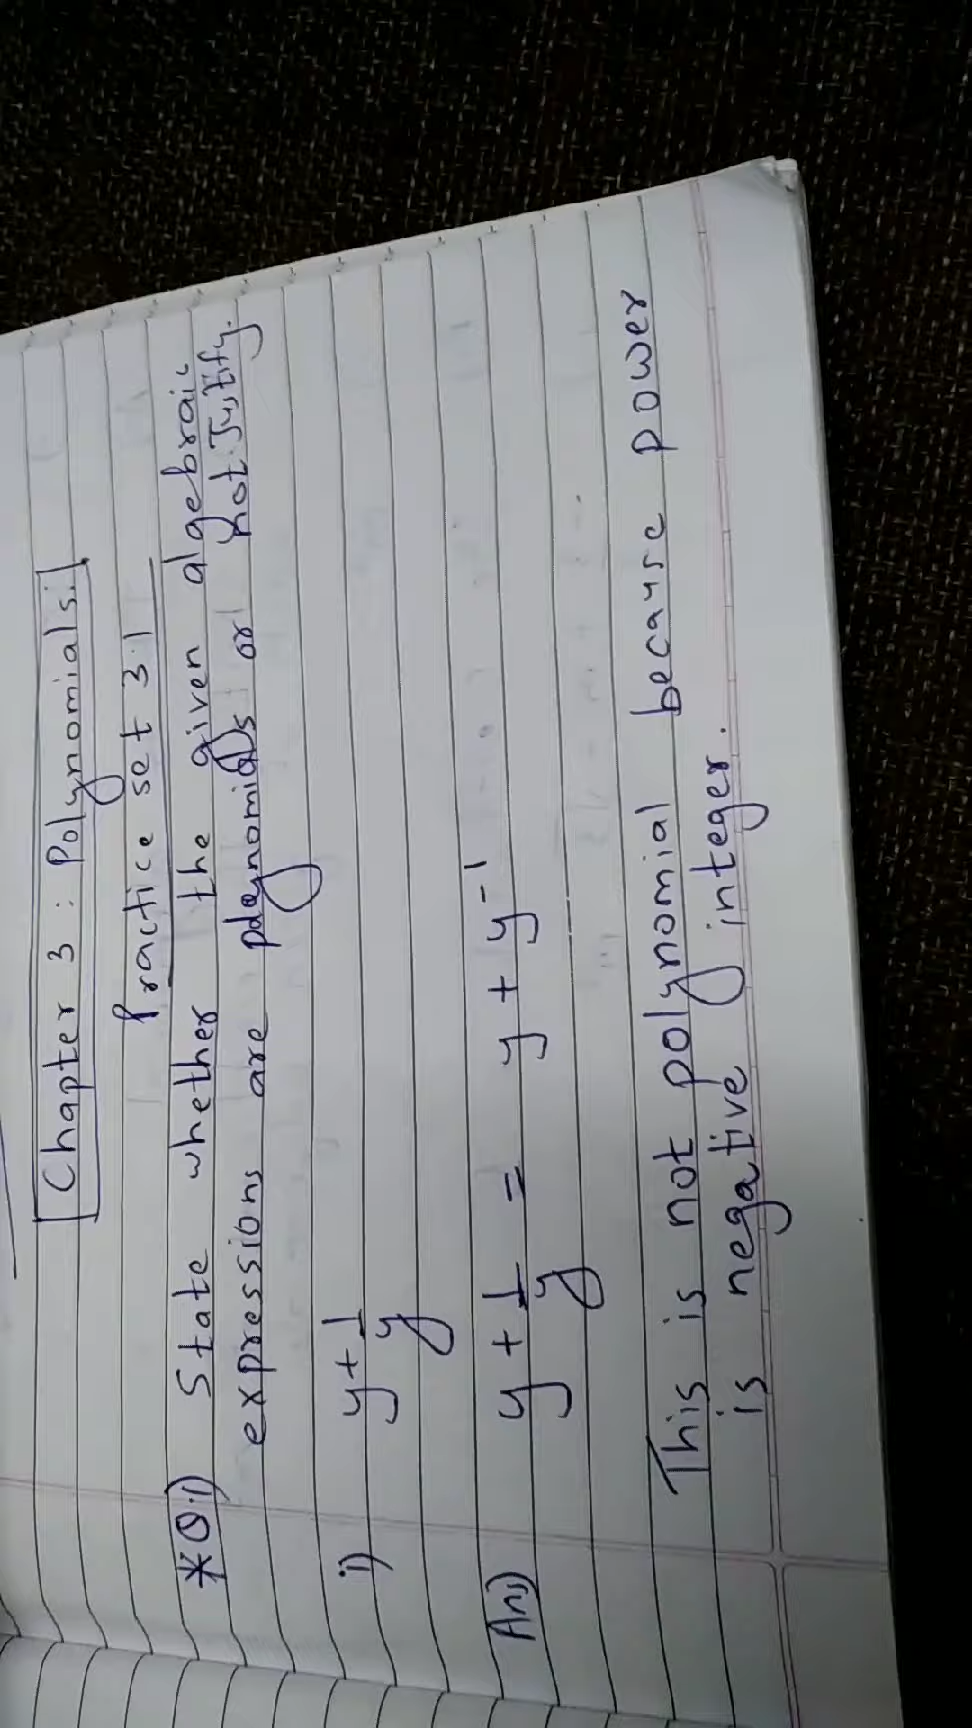 Chapter 3 : Polynomials.
Practice set 3.1
*Q.1) State whether the given algebraic
expressions are polynomials or not. Justify.
i) y + 1/y
Ans) y + 1/y = y + y⁻¹
This is not polynomial because power
is negative integer.